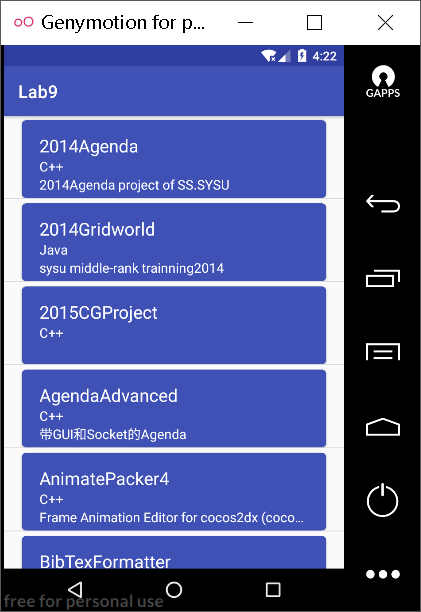 Genymotion for p...
4:22
GAPPS
Lab9
2014Agenda
C++
2014Agenda project of SS.SYSU
2014Gridworld
Java
sysu middle-rank trainning2014
2015CGProject
C++
AgendaAdvanced
C++
带GUI和Socket的Agenda
AnimatePacker4
C++
Frame Animation Editor for cocos2dx (coco...
BibTexFormatter
free for personal use